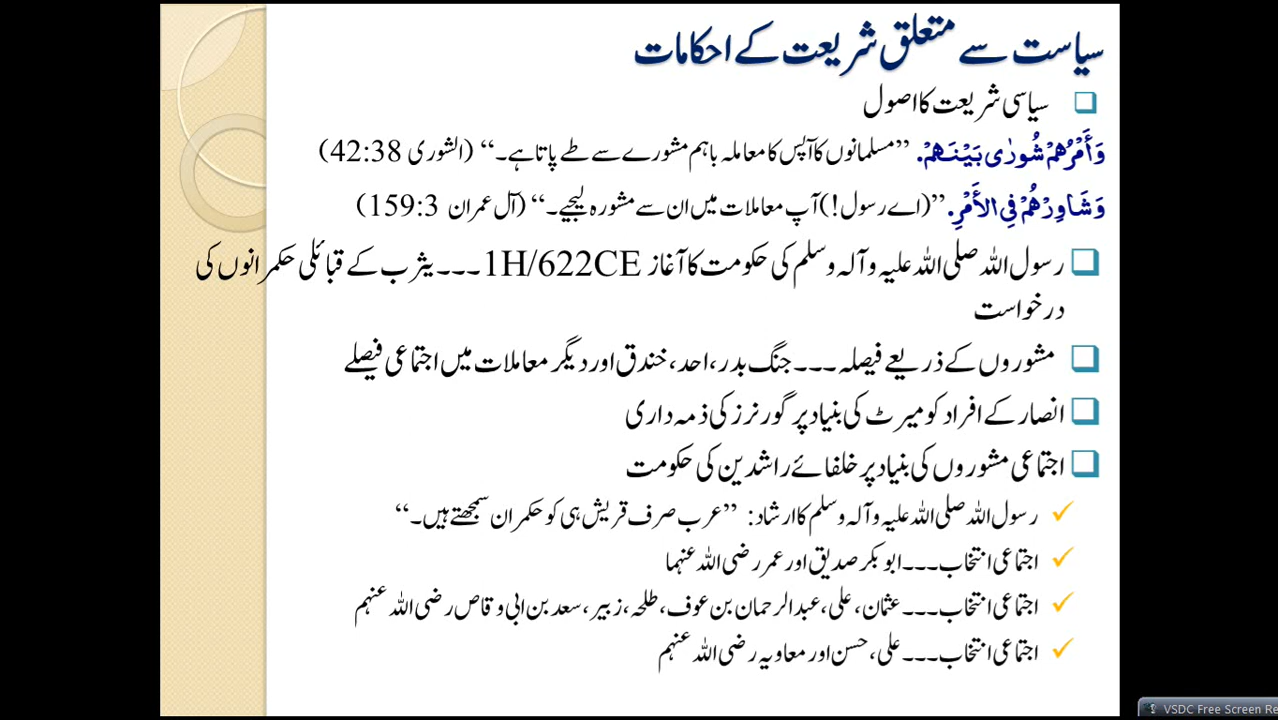 سیاست سے متعلق شریعت کے احکامات
سیاسی شریعت کا اصول
وَأَمْرُهُمْ شُورٰى بَيْنَهُمْ. ’’مسلمانوں کا آپس کا معاملہ باہم مشورے سے طے پاتا ہے۔‘‘ (الشوری 42:38)
وَشَاوِرْهُمْ فِي الأَمْرِ. ’’(اے رسول!) آپ معاملات میں ان سے مشورہ لیجیے۔‘‘ (آل عمران 159:3)
رسول اللہ صلی اللہ علیہ وآلہ وسلم کی حکومت کا آغاز 1H/622CE ۔۔۔ یثرب کے قبائلی حکمرانوں کی
درخواست
مشوروں کے ذریعے فیصلہ ۔۔۔ جنگ بدر، احد، خندق اور دیگر معاملات میں اجتماعی فیصلے
انصار کے افراد کو میرٹ کی بنیاد پر گورنرز کی ذمہ داری
اجتماعی مشوروں کی بنیاد پر خلفائے راشدین کی حکومت
رسول اللہ صلی اللہ علیہ وآلہ وسلم کا ارشاد: ’’عرب صرف قریش ہی کو حکمران سمجھتے ہیں۔‘‘
اجتماعی انتخاب ۔۔۔ ابوبکر صدیق اور عمر رضی اللہ عنہما
اجتماعی انتخاب ۔۔۔ عثمان، علی، عبدالرحمان بن عوف، طلحہ، زبیر، سعد بن ابی وقاص رضی اللہ عنہم
اجتماعی انتخاب ۔۔۔ علی، حسن اور معاویہ رضی اللہ عنہم
VSDC Free Screen Re